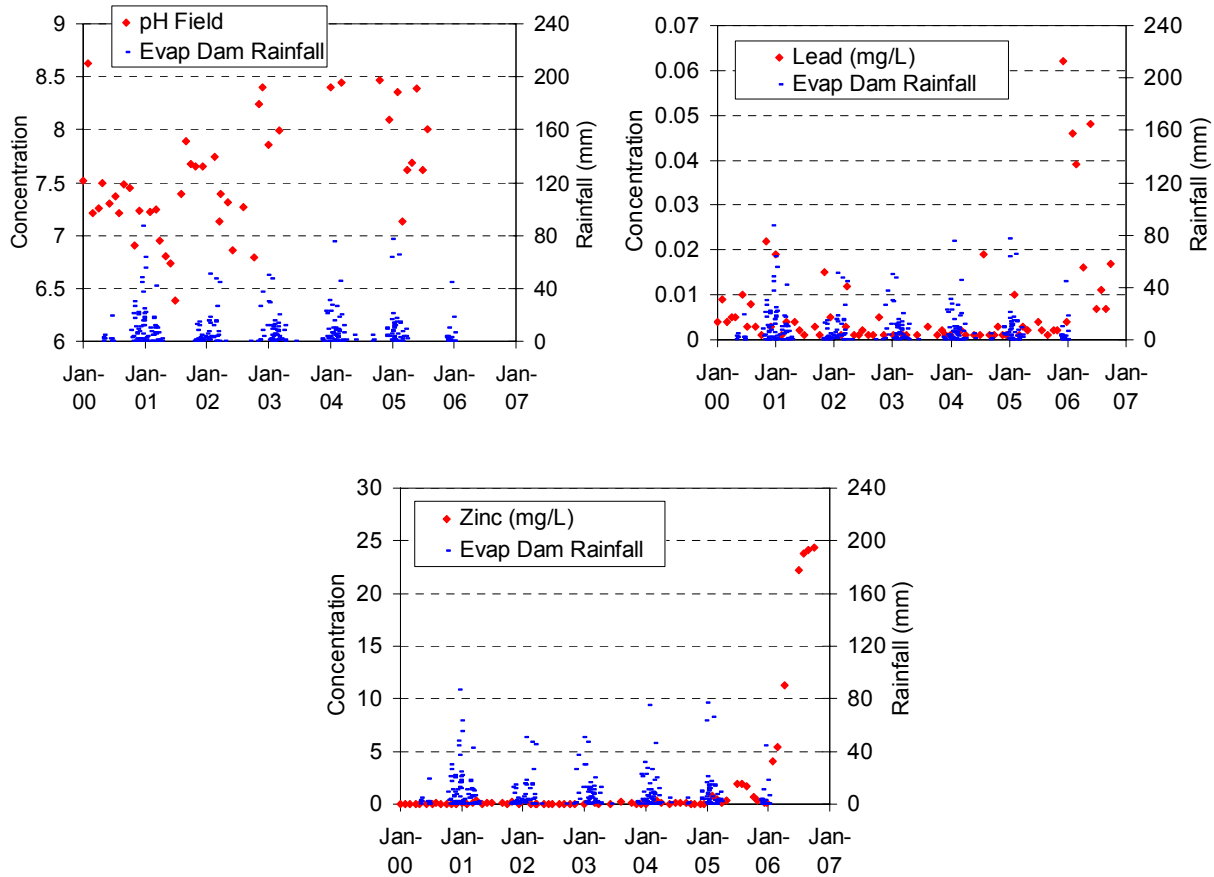 pH Field
Evap Dam Rainfall
Concentration
9
8.5
8
7.5
7
6.5
6
240
200
160
120
80
40
0
Rainfall (mm)
Jan-00 Jan-01 Jan-02 Jan-03 Jan-04 Jan-05 Jan-06 Jan-07
Lead (mg/L)
Evap Dam Rainfall
Concentration
0.07
0.06
0.05
0.04
0.03
0.02
0.01
0
240
200
160
120
80
40
0
Rainfall (mm)
Jan-00 Jan-01 Jan-02 Jan-03 Jan-04 Jan-05 Jan-06 Jan-07
Zinc (mg/L)
Evap Dam Rainfall
Concentration
30
25
20
15
10
5
0
240
200
160
120
80
40
0
Rainfall (mm)
Jan-00 Jan-01 Jan-02 Jan-03 Jan-04 Jan-05 Jan-06 Jan-07